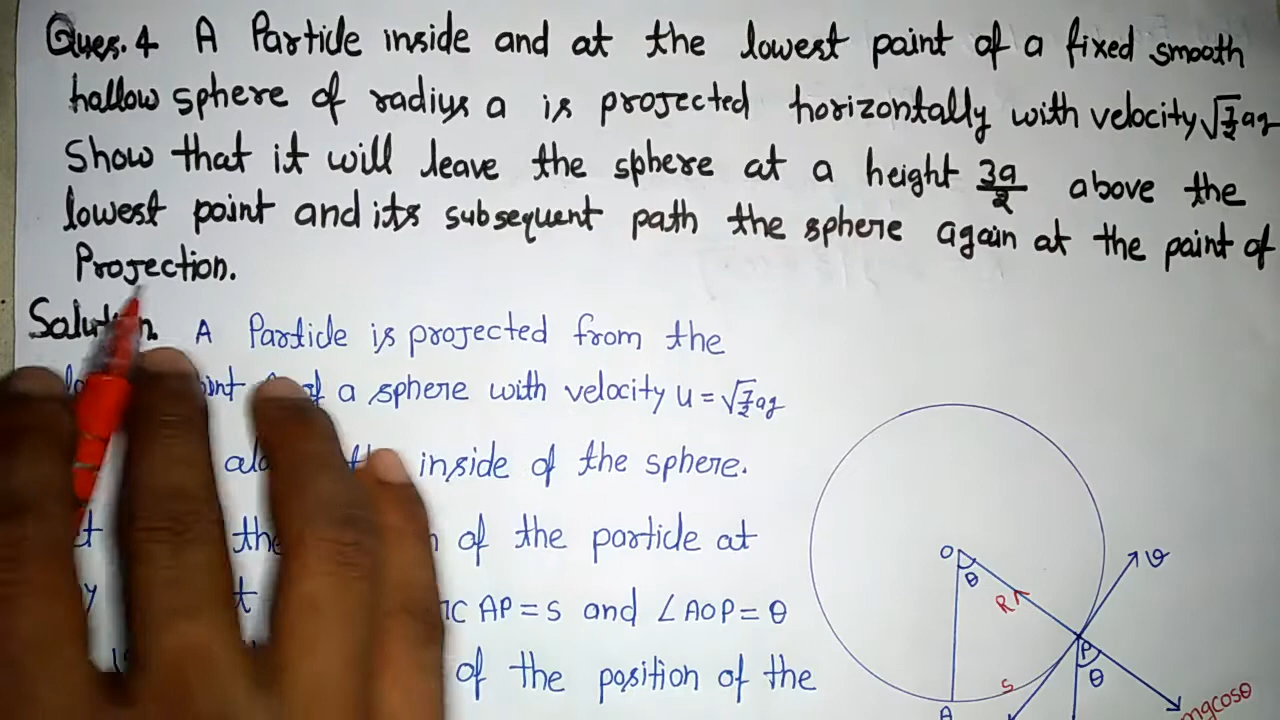 Ques. 4 A Particle inside and at the lowest point of a fixed smooth
hollow sphere of radius a is projected horizontally with velocity √7/2 ag
Show that it will leave the sphere at a height 3a/2 above the
lowest point and its subsequent path the sphere again at the point of
Projection.
Solution. A Particle is projected from the
of a sphere with velocity u = √7/2 ag
inside of the sphere.
the of the particle at
AP = s and ∠AOP = θ
of the position of the
O
θ
R
v
P
θ
s
A
mgcosθ